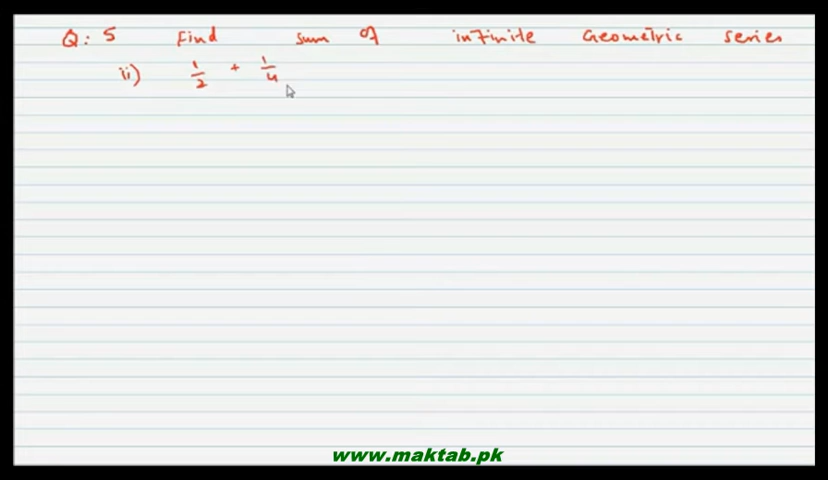 Q: 5 Find sum of infinite Geometric series
ii) 1/2 + 1/4
www.maktab.pk